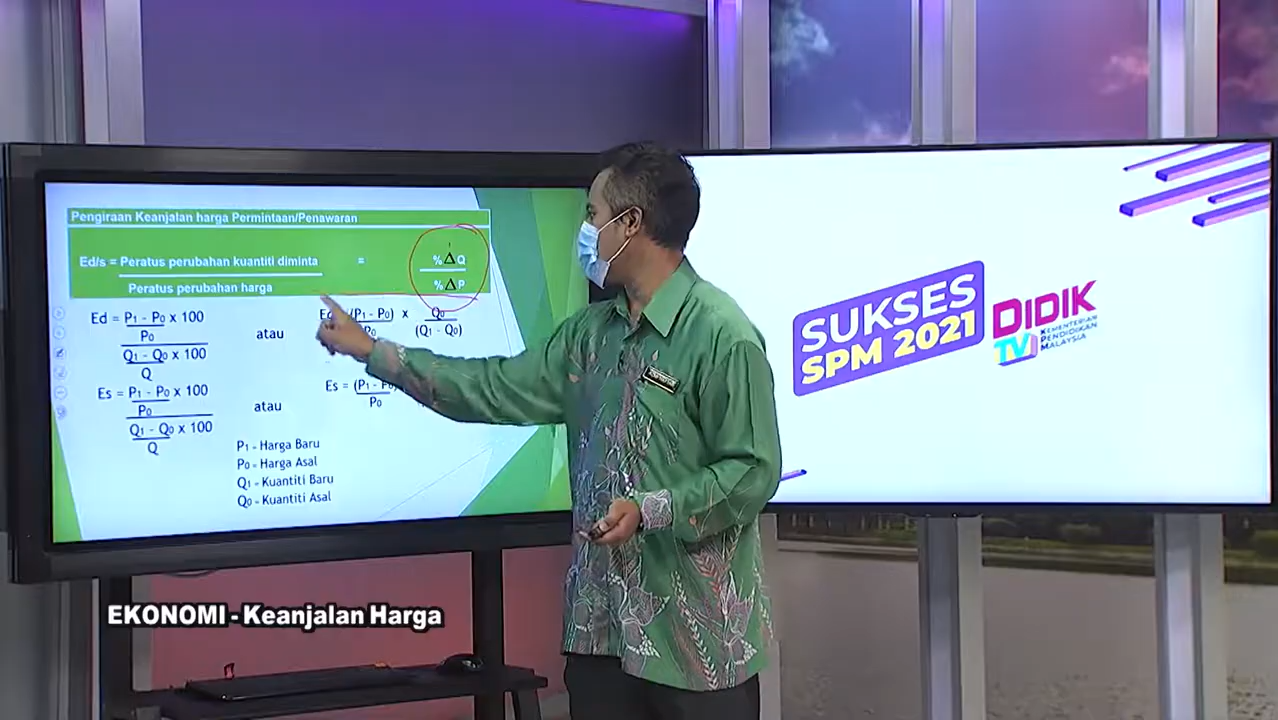 Pengiraan Keanjalan harga Permintaan/Penawaran
Ed/s = Peratus perubahan kuantiti diminta = %ΔQ
Peratus perubahan harga %ΔP
Ed = P1 - P0 x 100
P0
Q1 - Q0 x 100
Q
atau
(P1 - P0) x Q0
(Q1 - Q0)
Es = P1 - P0 x 100
P0
Q1 - Q0 x 100
Q
atau
Es = (P1 -
P0
P1 - Harga Baru
P0 - Harga Asal
Q1 - Kuantiti Baru
Q0 - Kuantiti Asal
SUKSES
SPM 2021
DIDIK
TV
KEMENTERIAN
PENDIDIKAN
MALAYSIA
EKONOMI - Keanjalan Harga